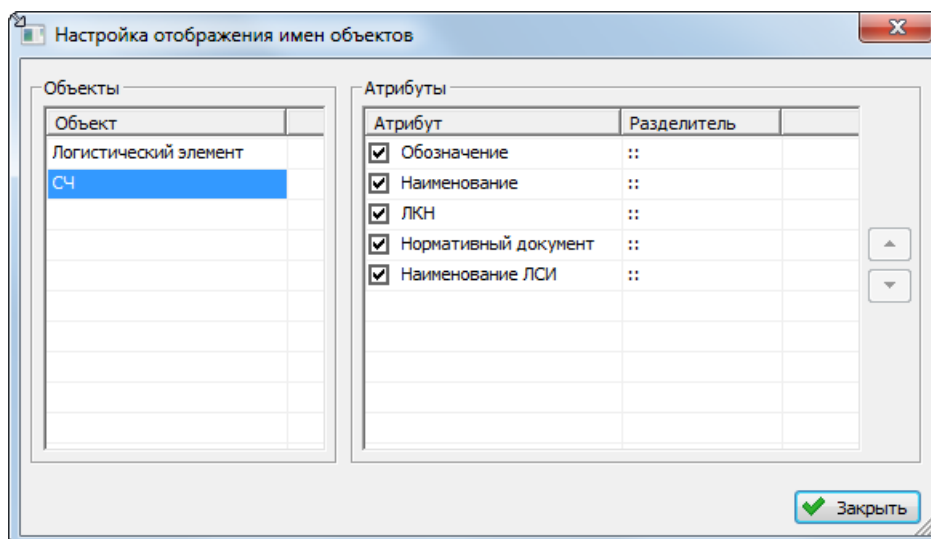 Настройка отображения имен объектов
Объекты
Объект
Логистический элемент
СЧ
Атрибуты
Атрибут Разделитель
Обозначение ::
Наименование ::
ЛКН ::
Нормативный документ ::
Наименование ЛСИ ::
Закрыть